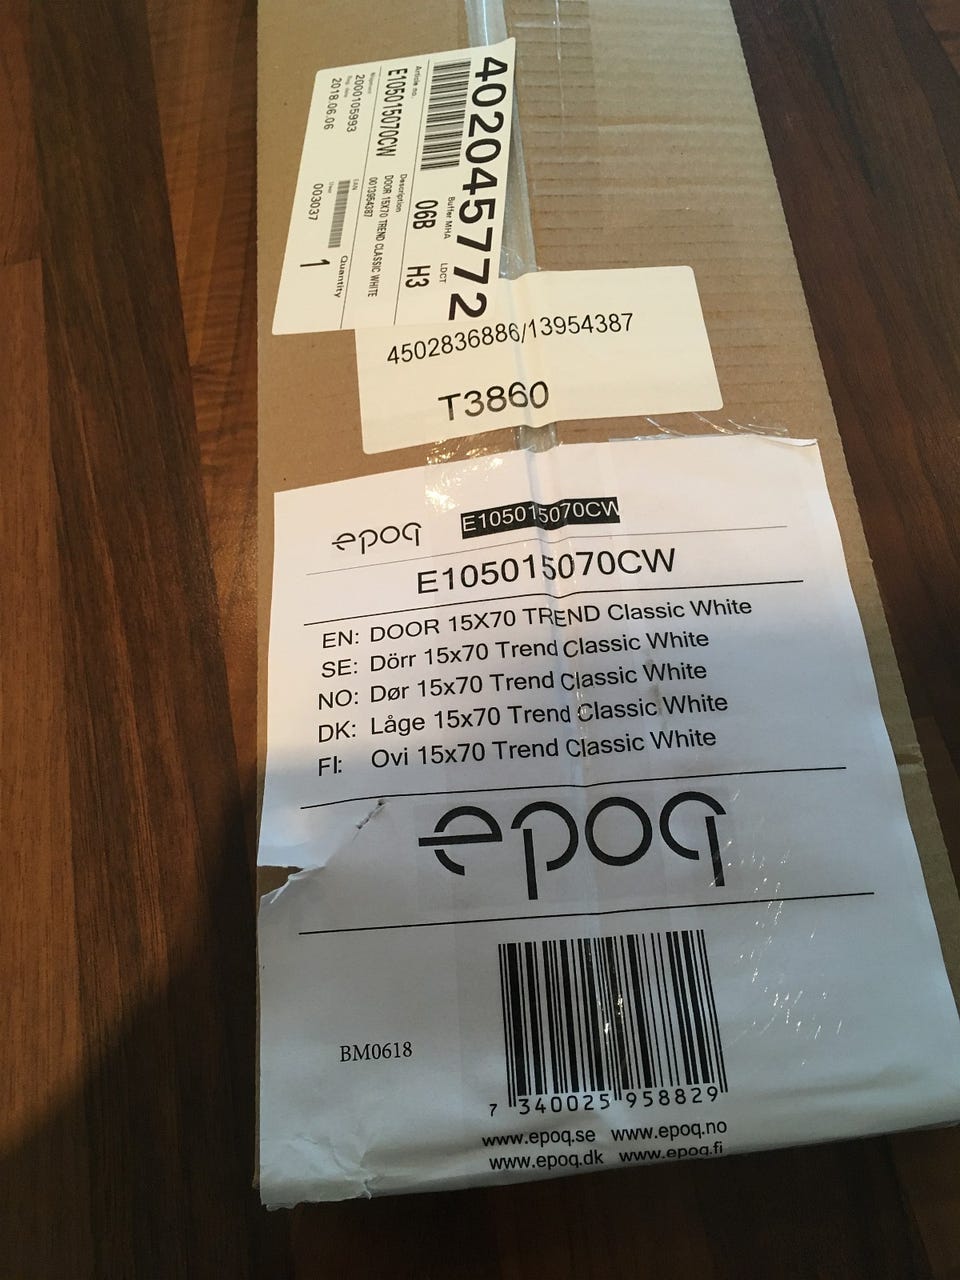 4020457772
Article no.
E105015070CW
Description
DOOR 15X70 TREND CLASSIC WHITE
0013954387
Buffer MHA
06B
LDCT
H3
2000105993
2018.06.06
EAN
User
003037
Quantity
1
4502836886/13954387
T3860
epoq E105015070CW
E105015070CW
EN: DOOR 15X70 TREND Classic White
SE: Dörr 15x70 Trend Classic White
NO: Dør 15x70 Trend Classic White
DK: Låge 15x70 Trend Classic White
FI: Ovi 15x70 Trend Classic White
epoq
BM0618
7 340025 958829
www.epoq.se www.epoq.no
www.epoq.dk www.epoq.fi